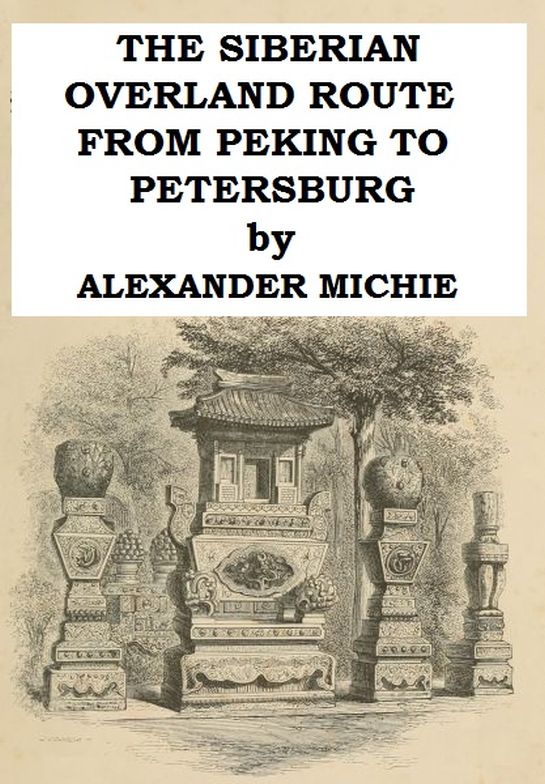 THE SIBERIAN
OVERLAND ROUTE
FROM PEKING TO
PETERSBURG
by
ALEXANDER MICHIE